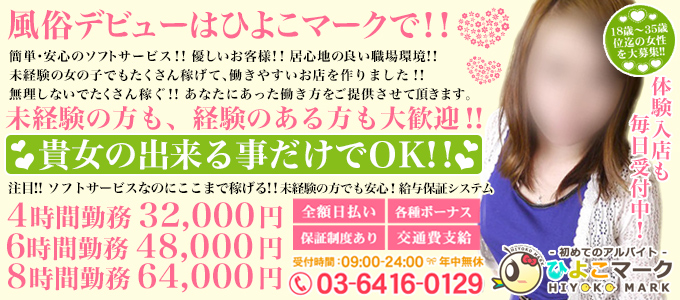 風俗デビューはひよこマークで!!
簡単・安心のソフトサービス!! 優しいお客様!! 居心地の良い職場環境!!
未経験の女の子でもたくさん稼げて、働きやすいお店を作りました!!
無理しないでたくさん稼ぐ!! あなたにあった働き方をご提供させて頂きます。
未経験の方も、経験のある方も大歓迎!!
貴女の出来る事だけでOK!!
注目!! ソフトサービスなのにここまで稼げる!! 未経験の方でも安心! 給与保証システム
4時間勤務 32,000円
6時間勤務 48,000円
8時間勤務 64,000円
全額日払い
各種ボーナス
保証制度あり
交通費支給
受付時間:09:00-24:00 年中無休
03-6416-0129
18歳〜35歳
位迄の女性
を大募集!!
体験入店も
毎日受付中!
HIYOKO MARK
- 初めてのアルバイト -
ひよこマーク
HIYOKO MARK